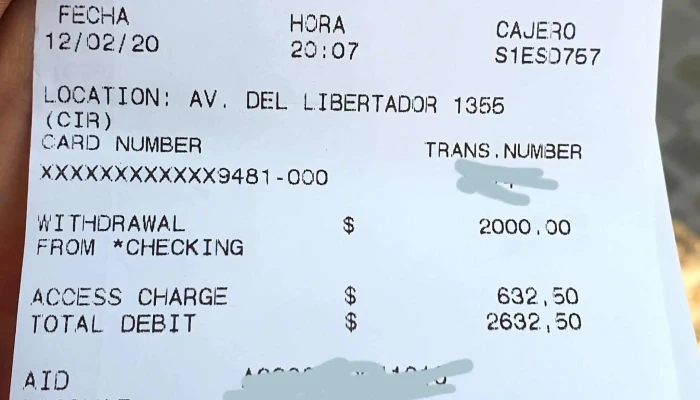 FECHA HORA CAJERO
12/02/20 20:07 S1ESD757
LOCATION: AV. DEL LIBERTADOR 1355
(CIR)
CARD NUMBER TRANS.NUMBER
XXXXXXXXXXXX9481-000
WITHDRAWAL $ 2000.00
FROM *CHECKING
ACCESS CHARGE $ 632,50
TOTAL DEBIT $ 2632,50
AID